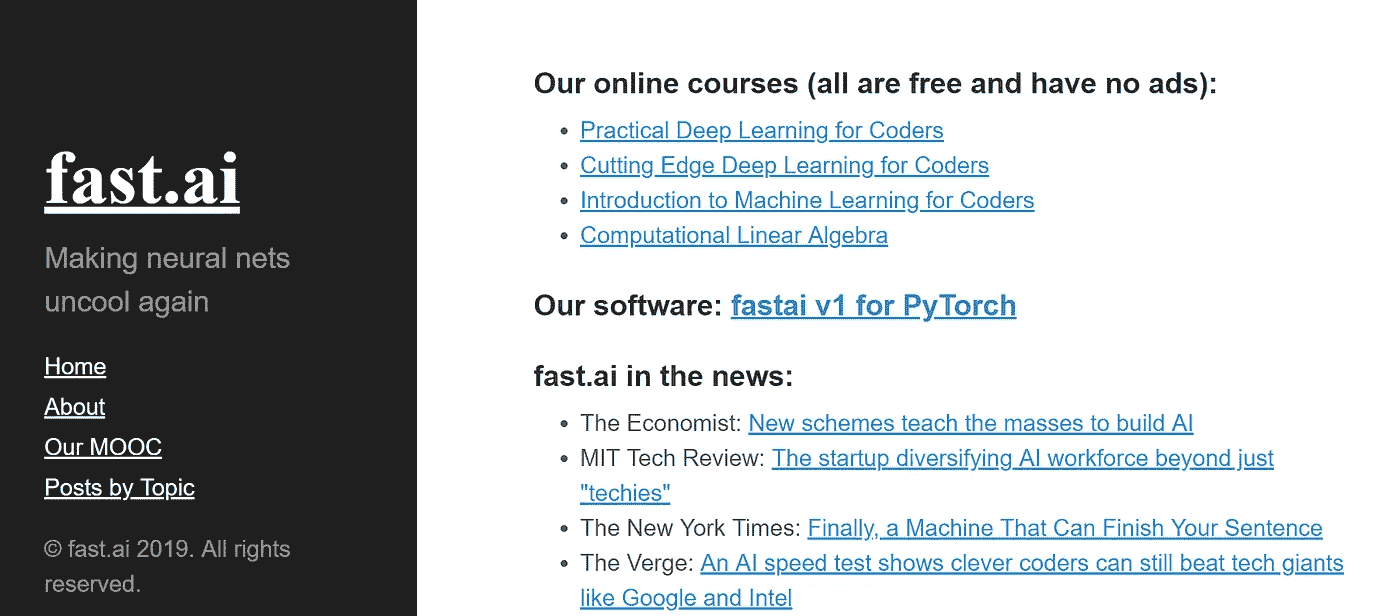 fast.ai
Making neural nets
uncool again
Home
About
Our MOOC
Posts by Topic
© fast.ai 2019. All rights
reserved.
Our online courses (all are free and have no ads):
• Practical Deep Learning for Coders
• Cutting Edge Deep Learning for Coders
• Introduction to Machine Learning for Coders
• Computational Linear Algebra
Our software: fastai v1 for PyTorch
fast.ai in the news:
• The Economist: New schemes teach the masses to build AI
• MIT Tech Review: The startup diversifying AI workforce beyond just
"techies"
• The New York Times: Finally, a Machine That Can Finish Your Sentence
• The Verge: An AI speed test shows clever coders can still beat tech giants
like Google and Intel